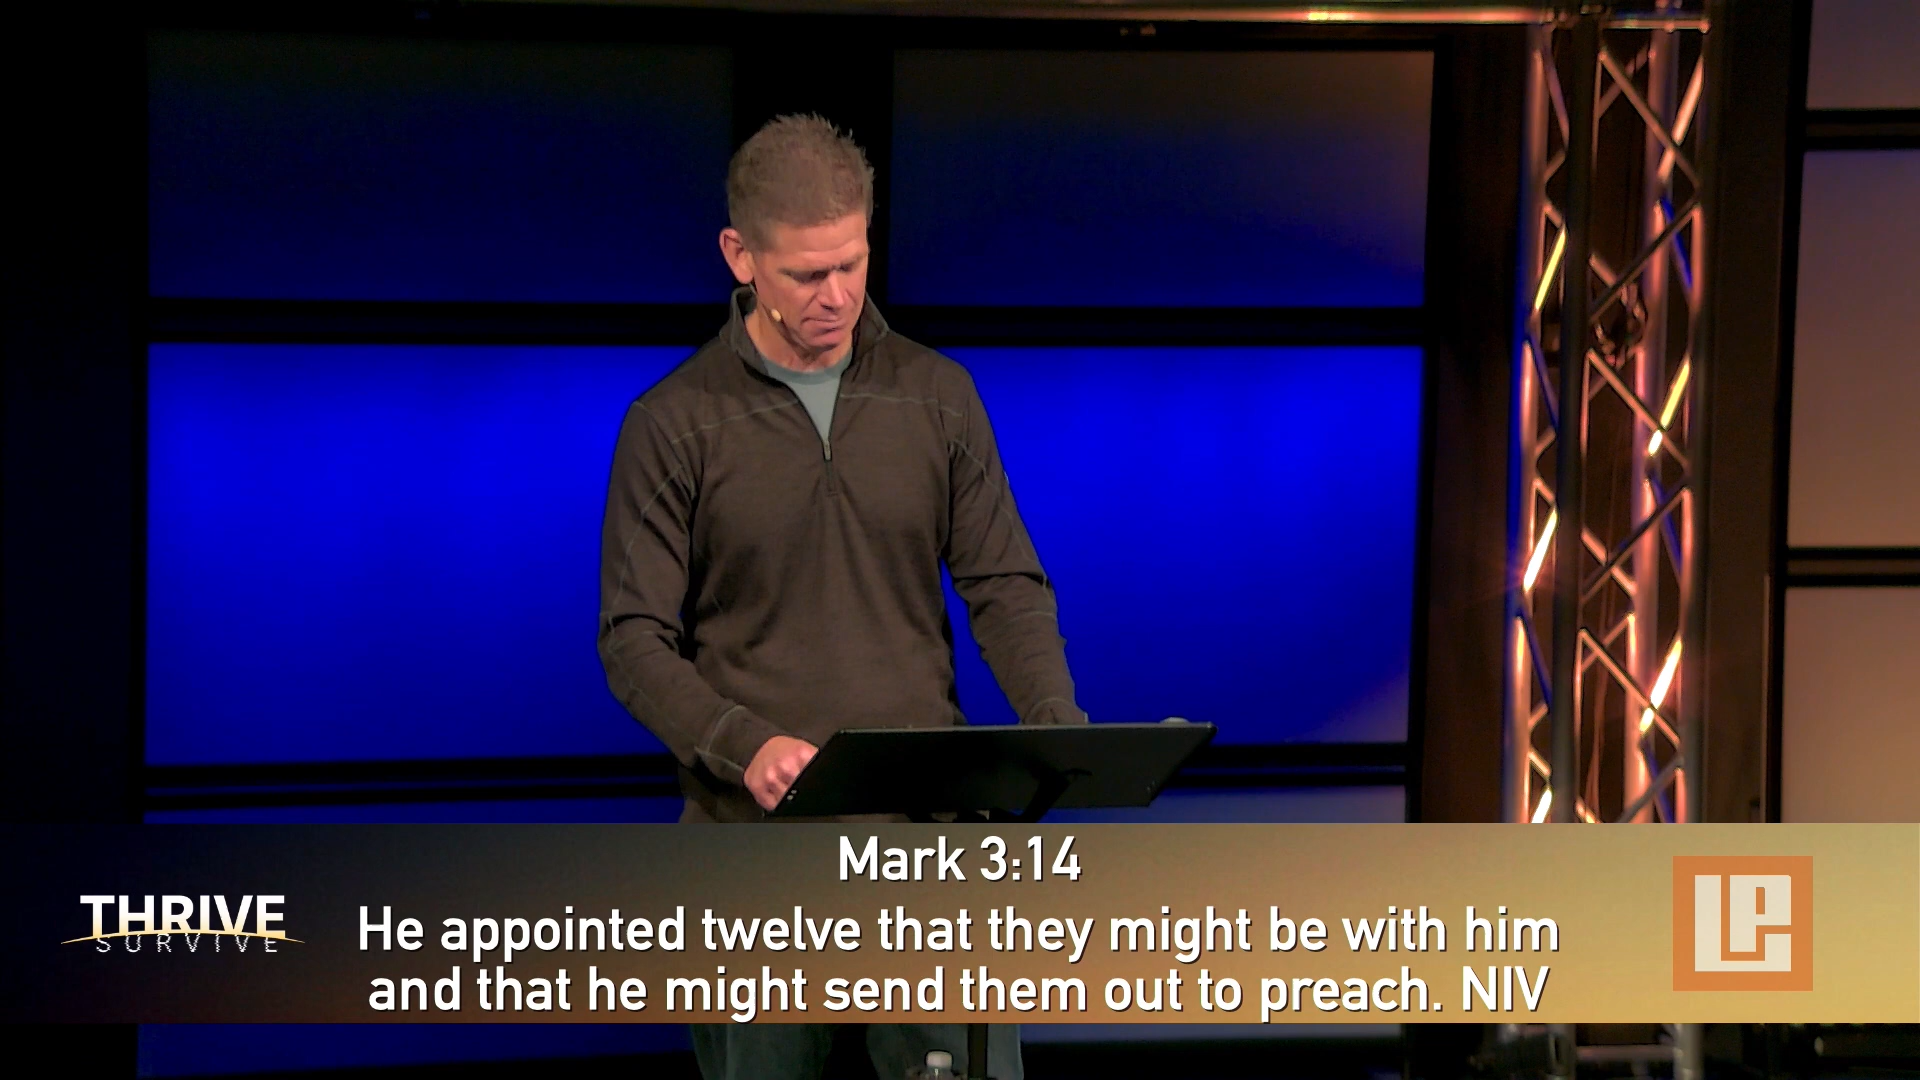 Mark 3:14
THRIVE
SURVIVE
He appointed twelve that they might be with him
and that he might send them out to preach. NIV
LP